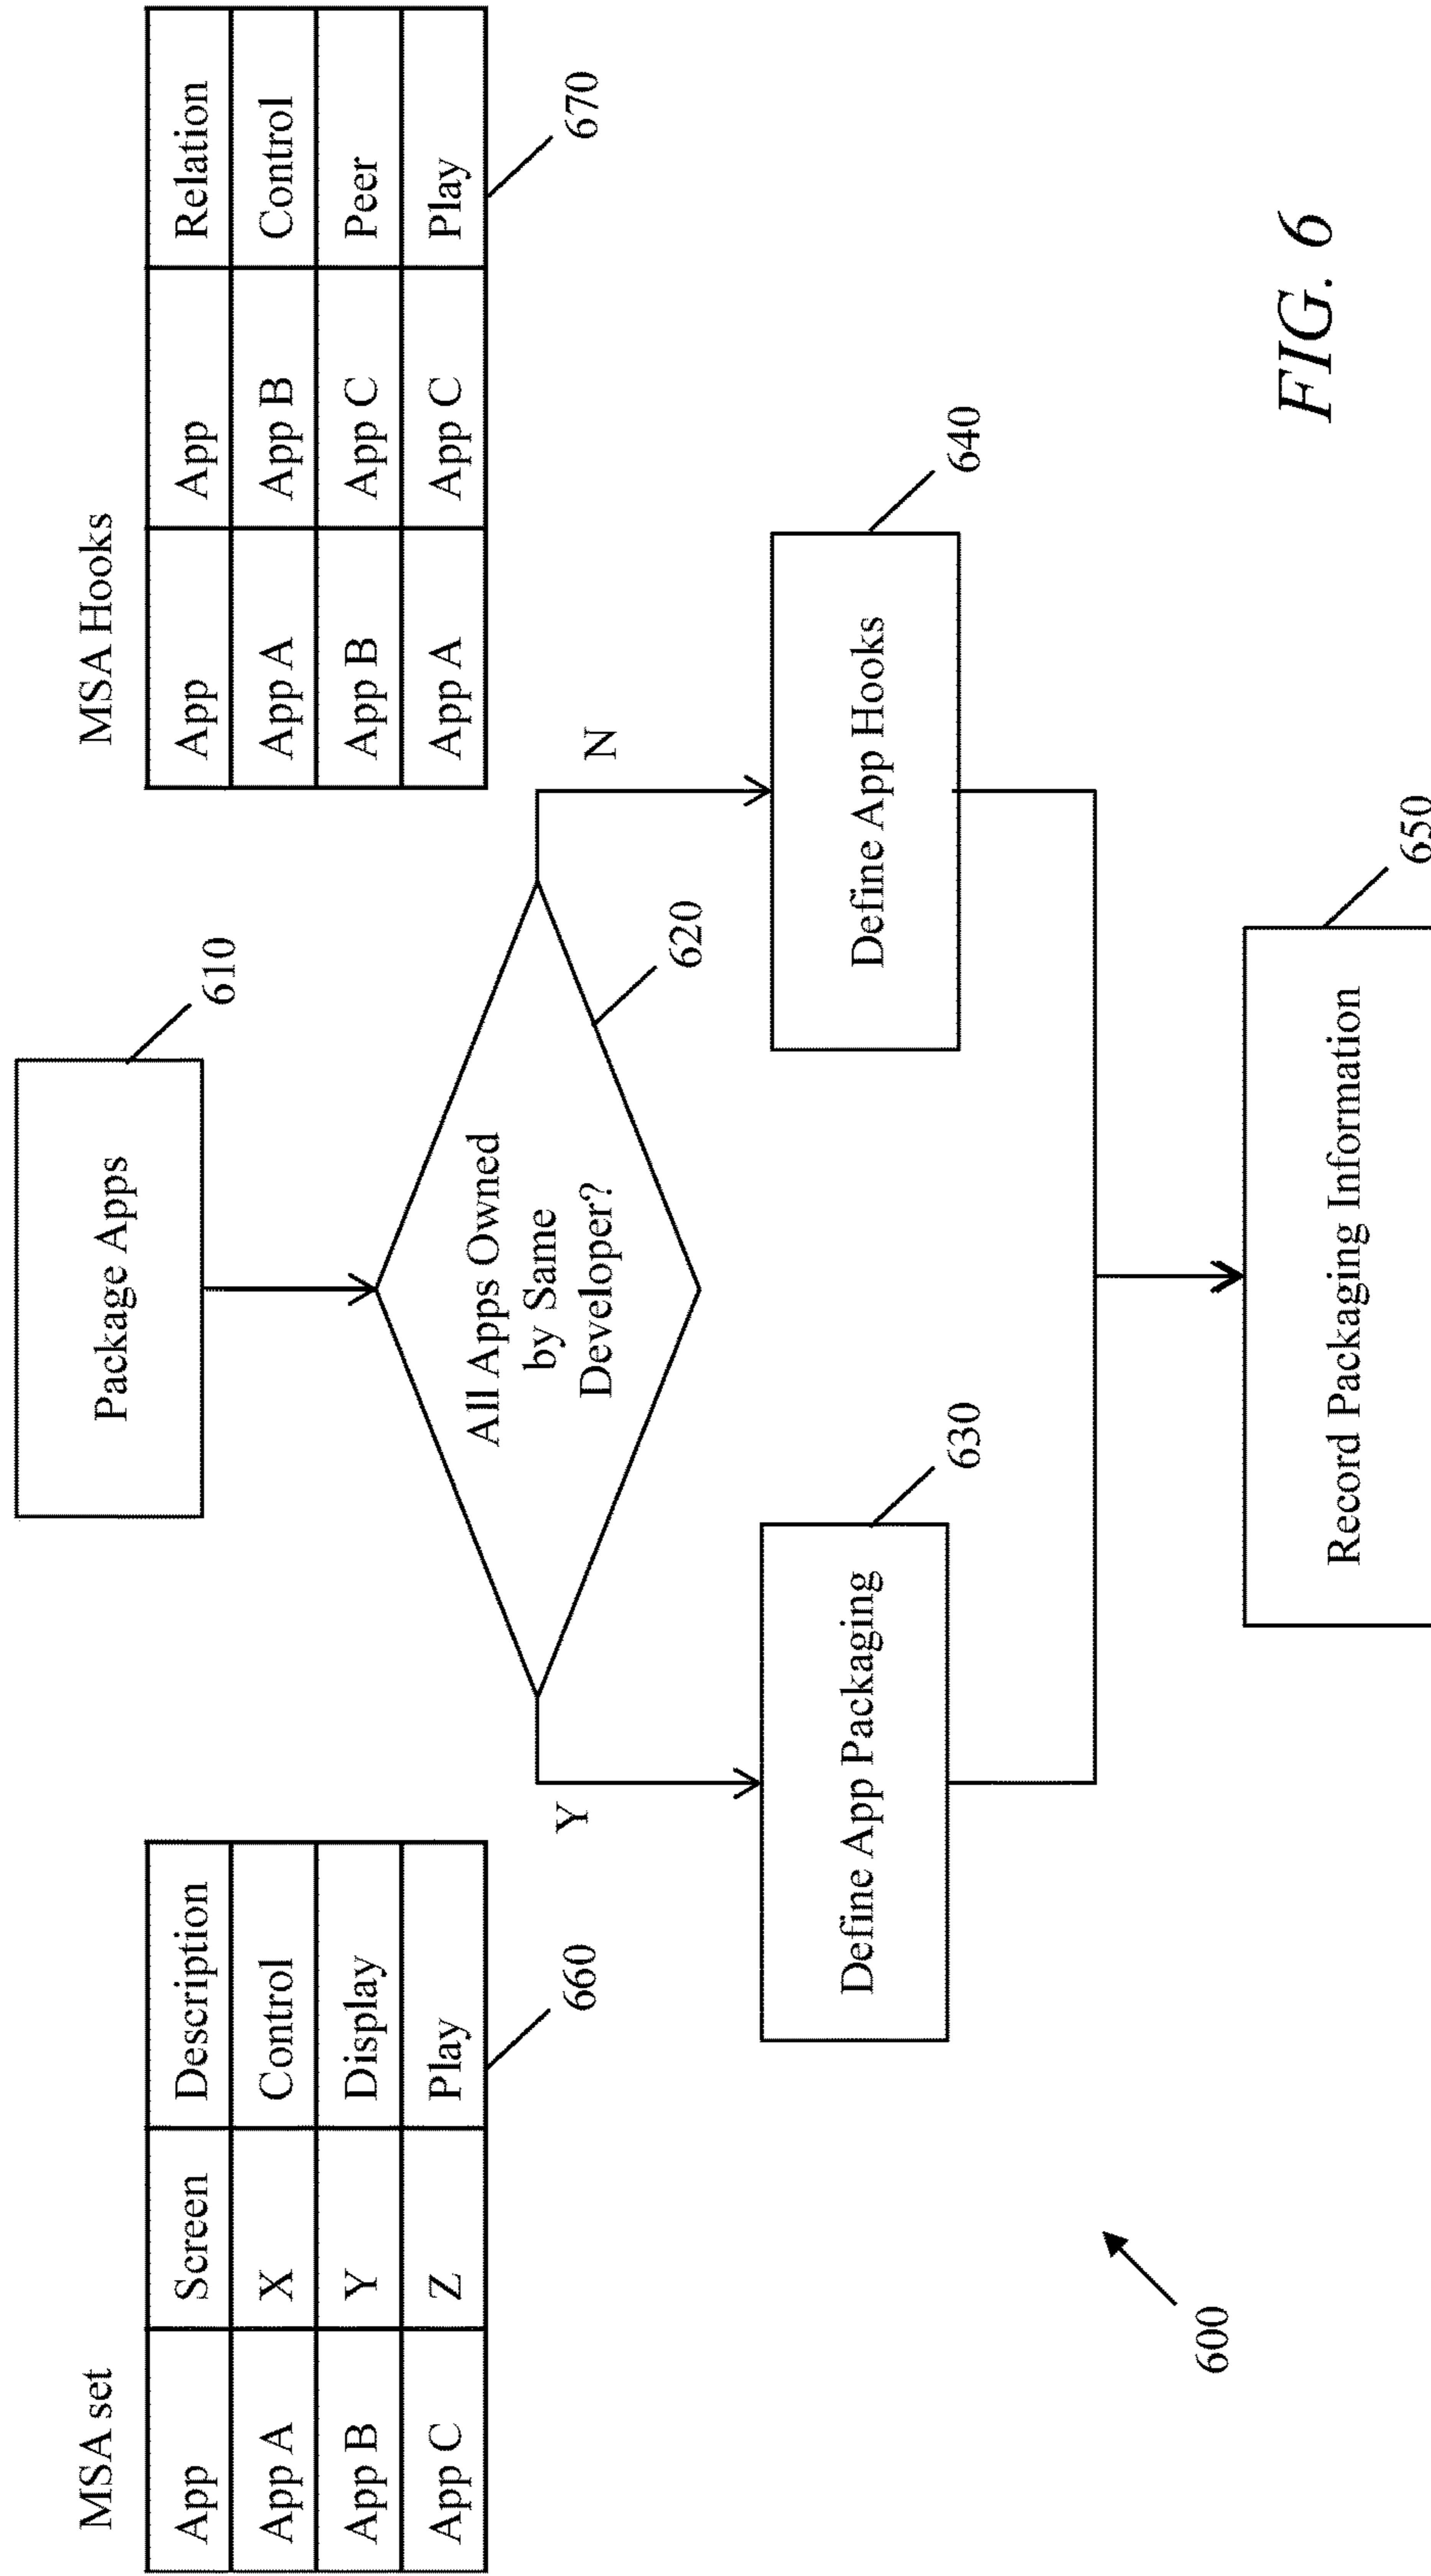 MSA set
App Screen Description
App A X Control
App B Y Display
App C Z Play
660
Package Apps
610
MSA Hooks
App App Relation
App A App B Control
App B App C Peer
App A App C Play
670
All Apps Owned
by Same
Developer?
620
Y
N
Define App Packaging
630
Define App Hooks
640
Record Packaging Information
650
600
FIG. 6